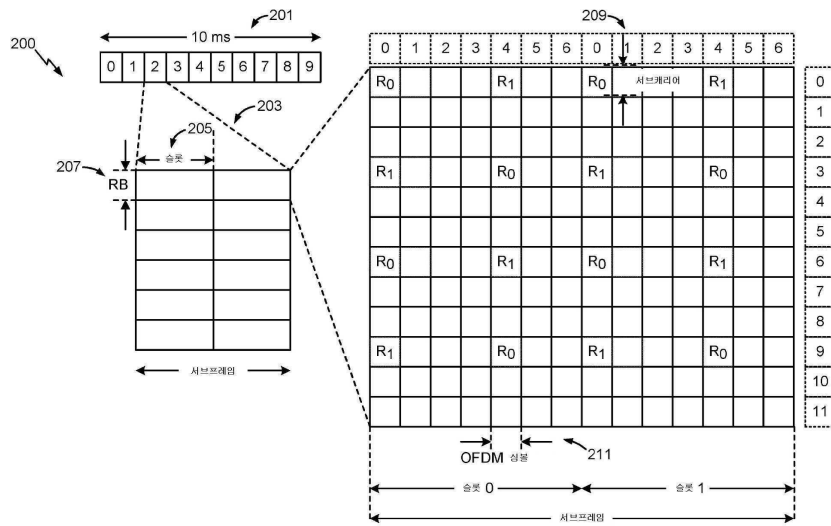 200
10 ms
201
0 1 2 3 4 5 6 7 8 9
203
205
슬롯
207
RB
서브프레임
209
0 1 2 3 4 5 6 0 1 2 3 4 5 6
R0 R1 R0 서브캐리어 R1 0
1
2
R1 R0 R1 R0 3
4
5
R0 R1 R0 R1 6
7
8
R1 R0 R1 R0 9
10
11
OFDM 심볼 211
슬롯 0 슬롯 1
서브프레임